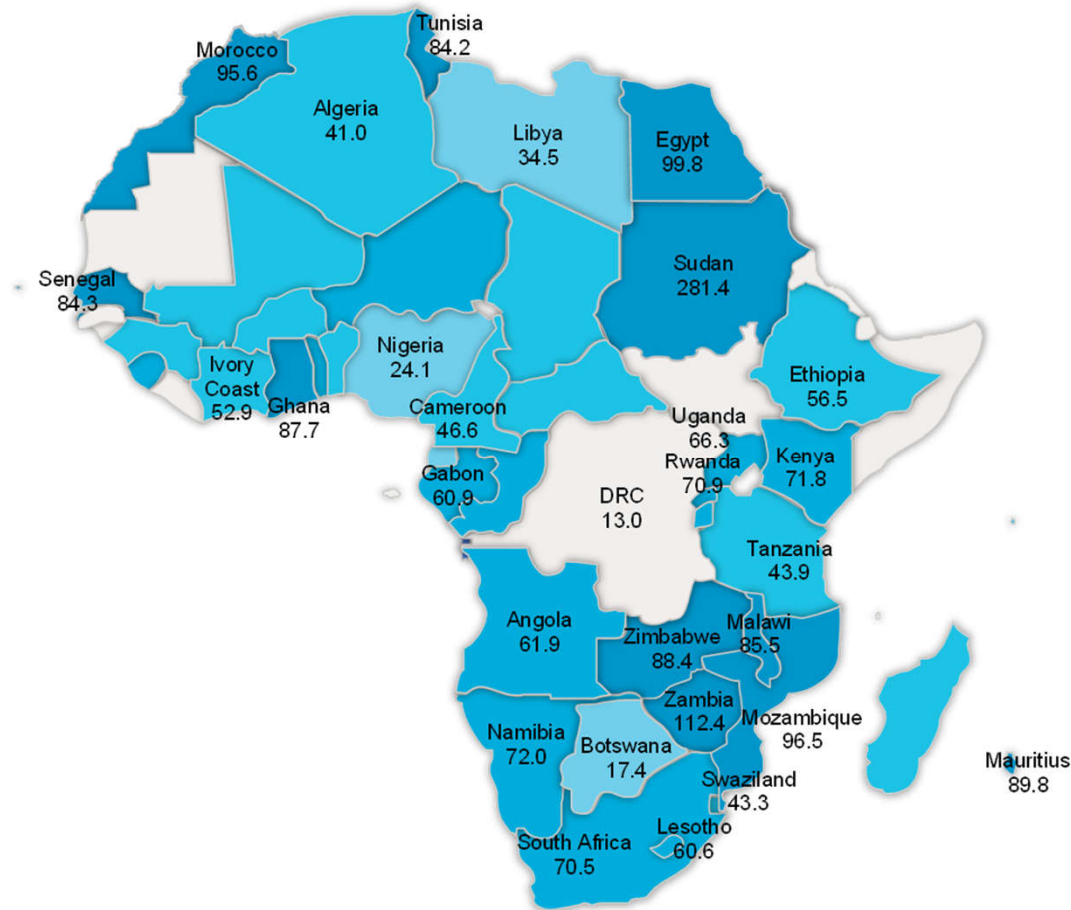 Tunisia
84.2
Morocco
95.6
Algeria
41.0
Libya
34.5
Egypt
99.8
Senegal
84.3
Sudan
281.4
Nigeria
24.1
Ivory
Coast
52.9
Ghana
87.7
Cameroon
46.6
Ethiopia
56.5
Uganda
66.3
Rwanda
70.9
Kenya
71.8
Gabon
60.9
DRC
13.0
Tanzania
43.9
Angola
61.9
Zimbabwe
88.4
Malawi
85.5
Zambia
112.4
Mozambique
96.5
Namibia
72.0
Botswana
17.4
Mauritius
89.8
Swaziland
43.3
Lesotho
60.6
South Africa
70.5